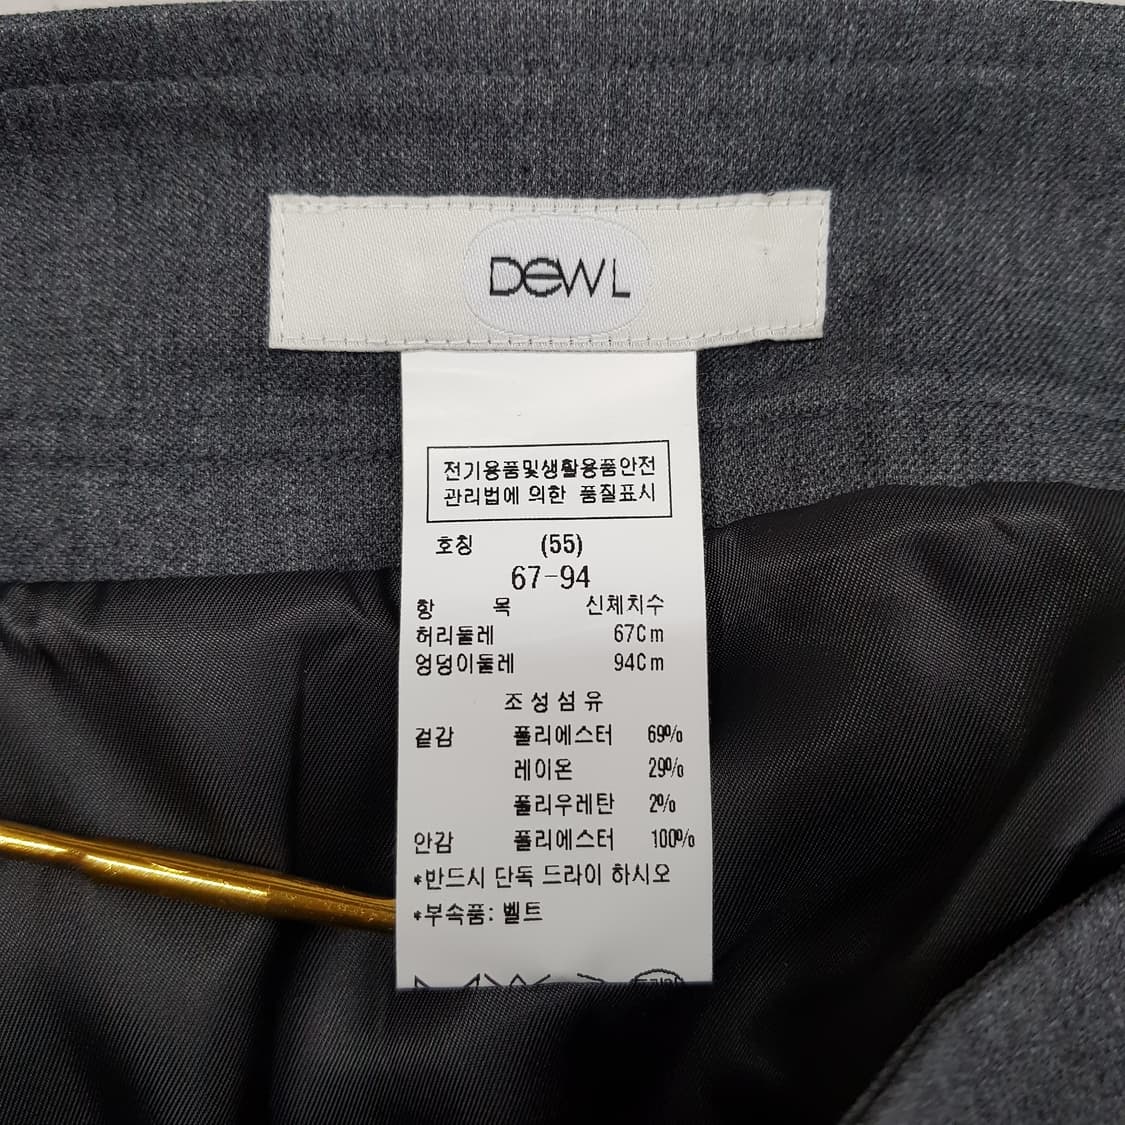 DeWL
전기용품및생활용품안전
관리법에 의한 품질표시
호칭 (55)
67-94
항 목 신체치수
허리둘레 67Cm
엉덩이둘레 94Cm
조성섬유
겉감 폴리에스터 69%
레이온 29%
폴리우레탄 2%
안감 폴리에스터 100%
*반드시 단독 드라이 하시오
*부속품: 벨트